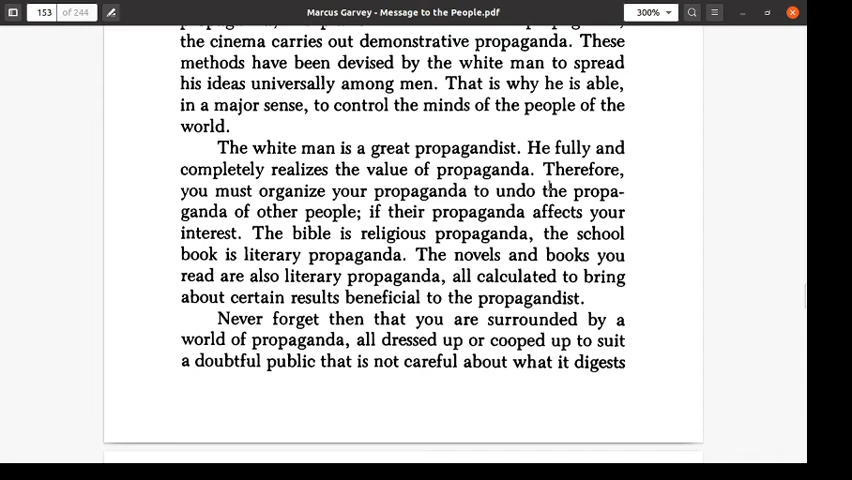 153 of 244
Marcus Garvey - Message to the People.pdf
300%
the cinema carries out demonstrative propaganda. These
methods have been devised by the white man to spread
his ideas universally among men. That is why he is able,
in a major sense, to control the minds of the people of the
world.
The white man is a great propagandist. He fully and
completely realizes the value of propaganda. Therefore,
you must organize your propaganda to undo the propa-
ganda of other people; if their propaganda affects your
interest. The bible is religious propaganda, the school
book is literary propaganda. The novels and books you
read are also literary propaganda, all calculated to bring
about certain results beneficial to the propagandist.
Never forget then that you are surrounded by a
world of propaganda, all dressed up or cooped up to suit
a doubtful public that is not careful about what it digests